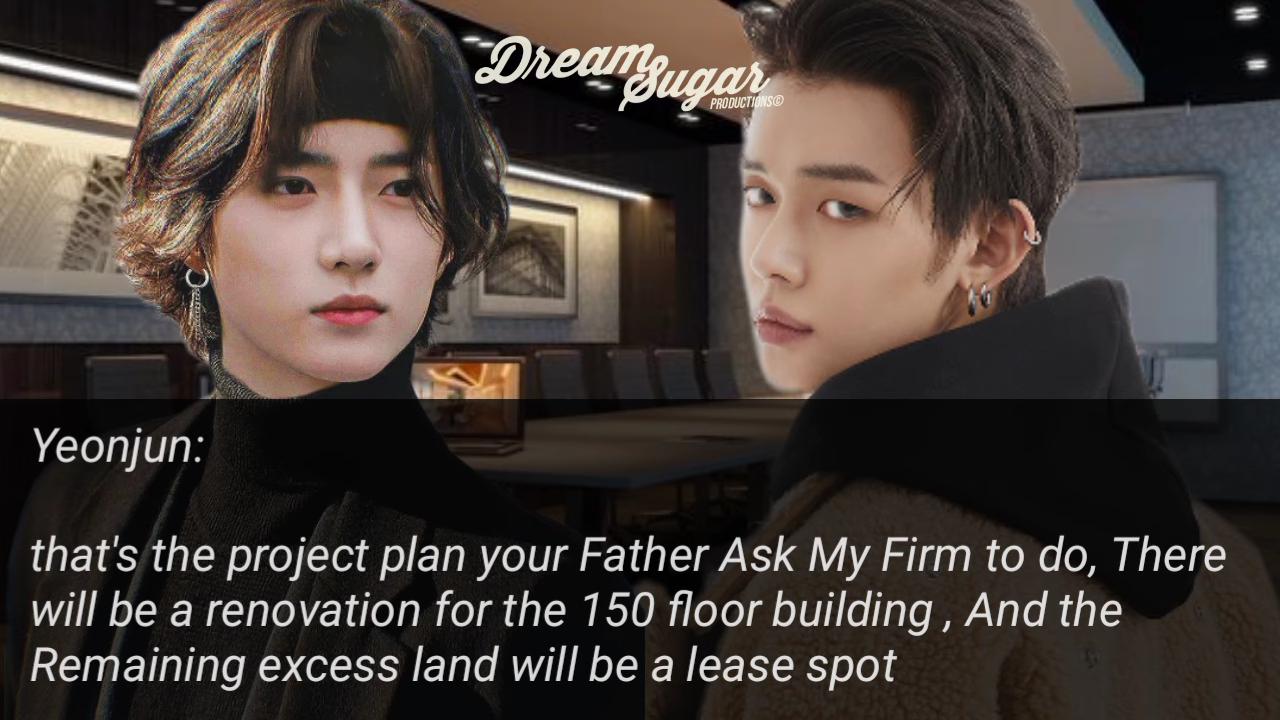 Dream
Sugar
PRODUCTIONS©
Yeonjun:
that's the project plan your Father Ask My Firm to do, There
will be a renovation for the 150 floor building , And the
Remaining excess land will be a lease spot